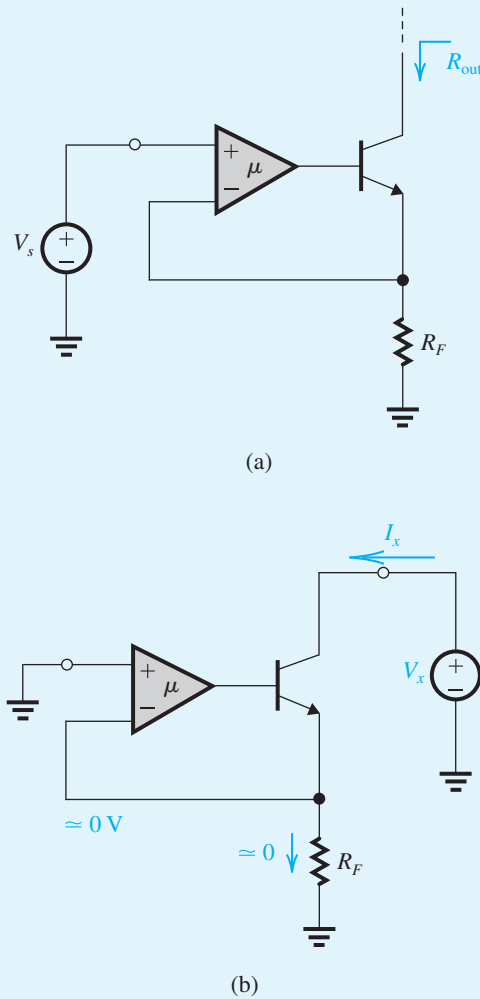 R_out
+
μ
−
V_s
+
−
R_F
(a)
I_x
+
μ
−
V_x
+
−
≃ 0 V
≃ 0
R_F
(b)